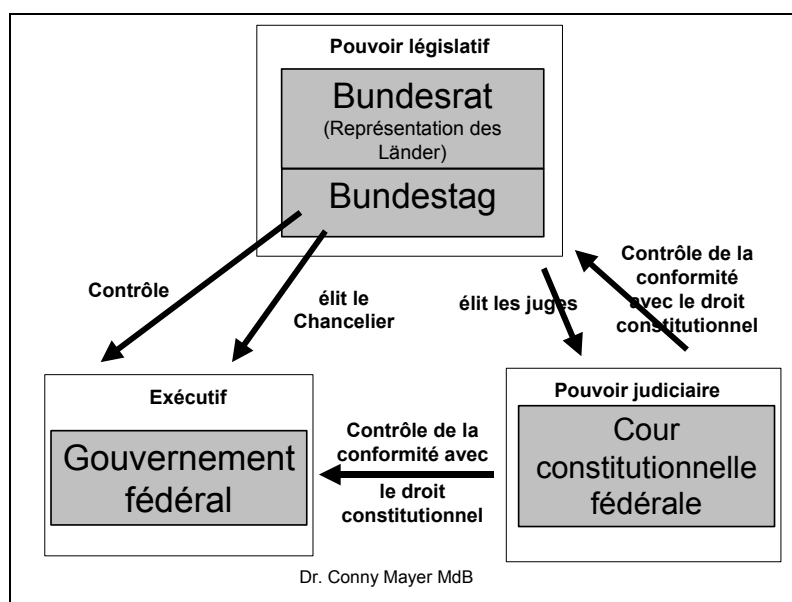 Pouvoir législatif
Bundesrat
(Représentation des
Länder)
Bundestag
Contrôle
élit le
Chancelier
élit les juges
Contrôle de la
conformité
avec le droit
constitutionnel
Exécutif
Gouvernement
fédéral
Contrôle de la
conformité avec
le droit
constitutionnel
Pouvoir judiciaire
Cour
constitutionnelle
fédérale
Dr. Conny Mayer MdB